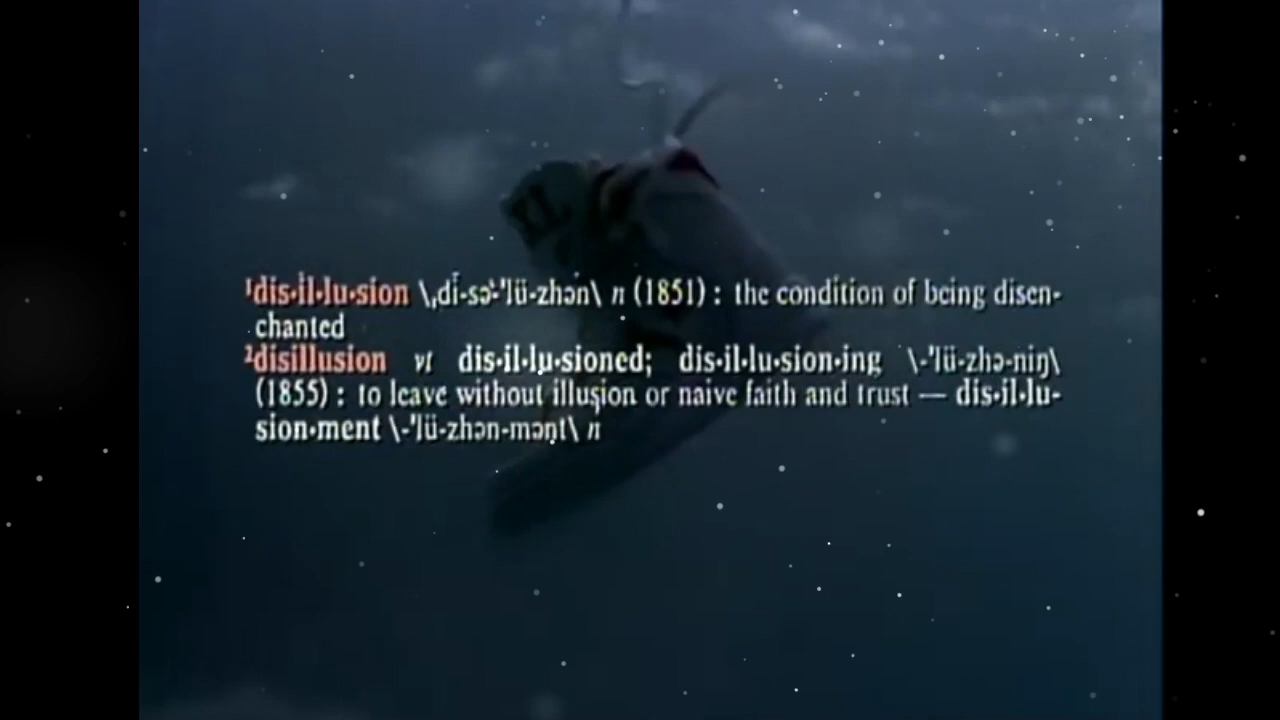 ¹dis·il·lu·sion \ˌdi-sə-ˈlü-zhən\ n (1851) : the condition of being disen-
chanted
²disillusion vt dis·il·lu·sioned; dis·il·lu·sion·ing \-ˈlü-zhə-niŋ\
(1855) : to leave without illusion or naive faith and trust — dis·il·lu-
sion·ment \-ˈlü-zhən-mənt\ n